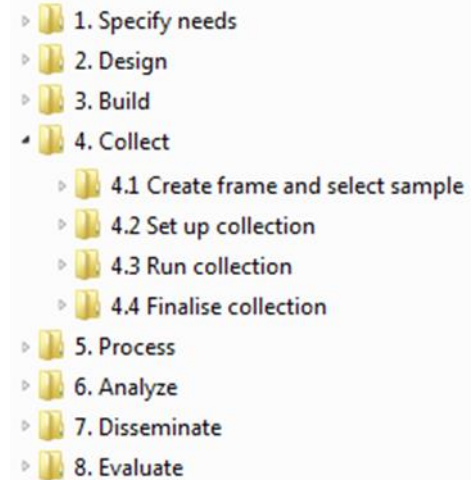 1. Specify needs
2. Design
3. Build
4. Collect
4.1 Create frame and select sample
4.2 Set up collection
4.3 Run collection
4.4 Finalise collection
5. Process
6. Analyze
7. Disseminate
8. Evaluate